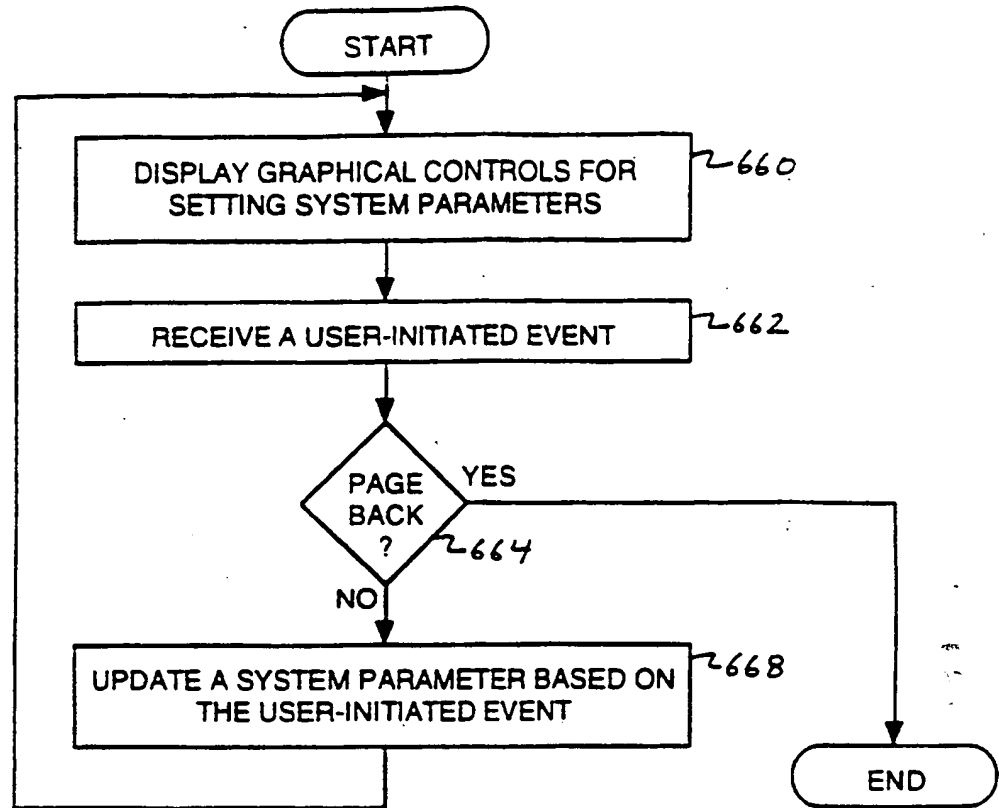 START
DISPLAY GRAPHICAL CONTROLS FOR
SETTING SYSTEM PARAMETERS
660
RECEIVE A USER-INITIATED EVENT
662
PAGE
BACK
?
YES
664
NO
UPDATE A SYSTEM PARAMETER BASED ON
THE USER-INITIATED EVENT
668
END